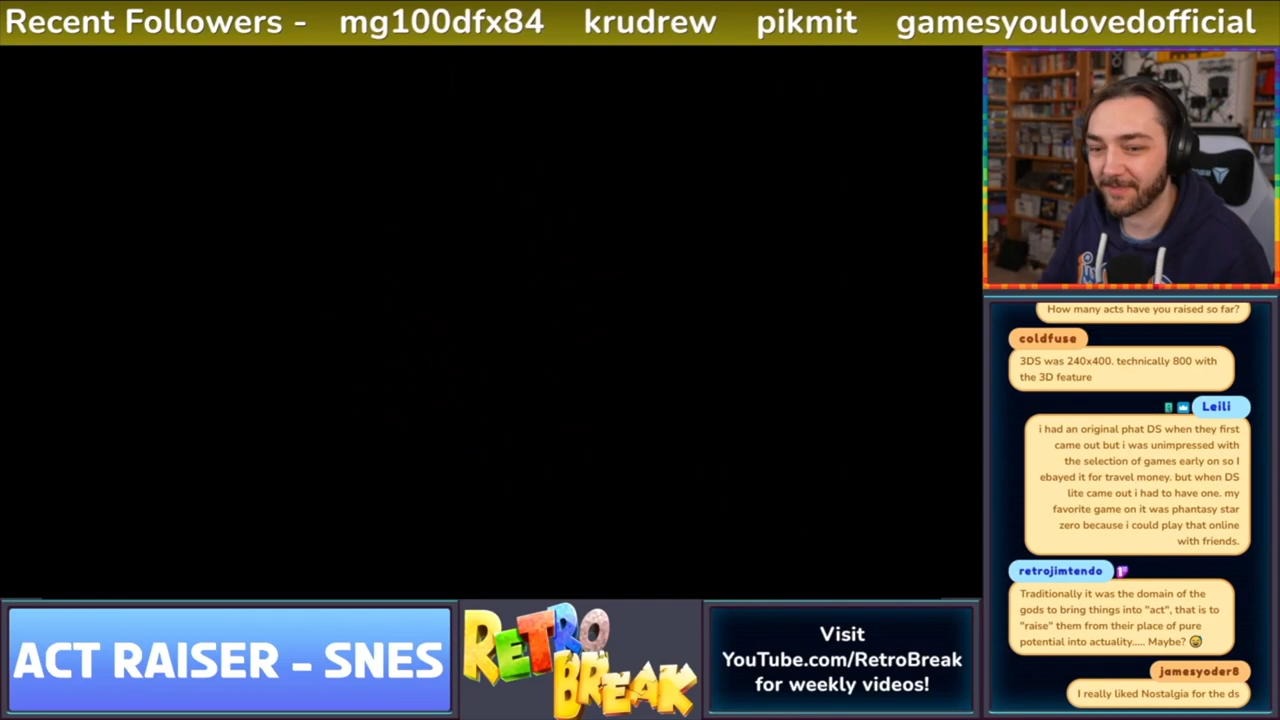 Recent Followers - mg100dfx84 krudrew pikmit gamesyoulovedofficial
How many acts have you raised so far?
coldfuse
3DS was 240x400. technically 800 with
the 3D feature
Leili
i had an original phat DS when they first
came out but i was unimpressed with
the selection of games early on so I
ebayed it for travel money. but when DS
lite came out i had to have one. my
favorite game on it was phantasy star
zero because i could play that online
with friends.
retrojimtendo
Traditionally it was the domain of the
gods to bring things into "act", that is to
"raise" them from their place of pure
potential into actuality..... Maybe? 😅
jamesyoder8
I really liked Nostalgia for the ds
ACT RAISER - SNES
RETRO
BREAK
Visit
YouTube.com/RetroBreak
for weekly videos!